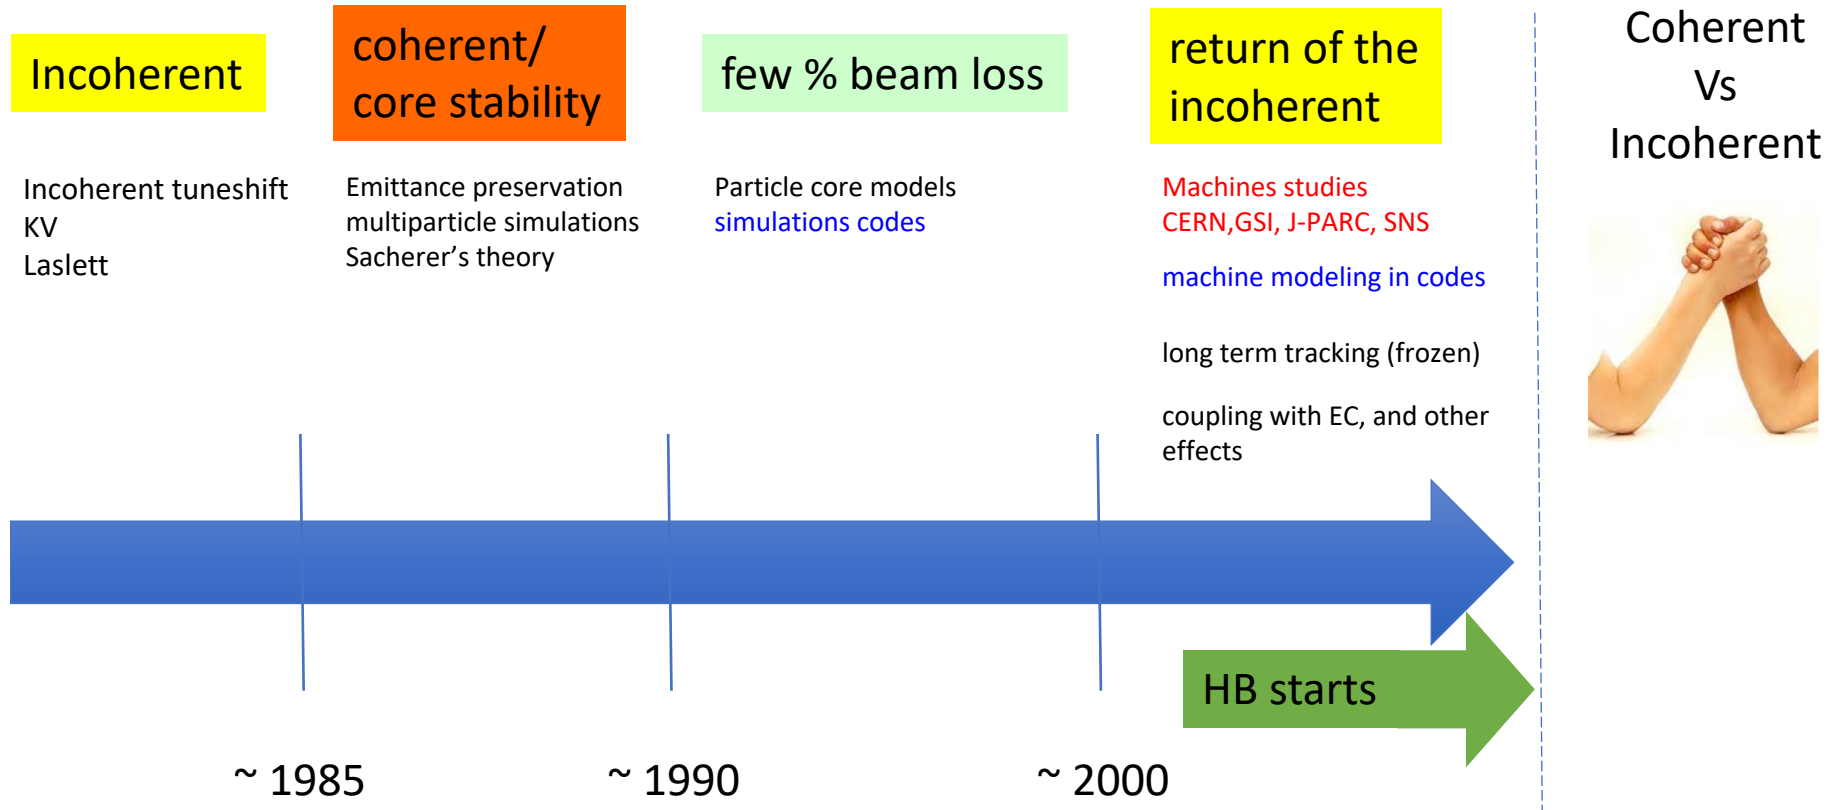 Incoherent
coherent/
core stability
few % beam loss
return of the
incoherent
Coherent
Vs
Incoherent
Incoherent tuneshift
KV
Laslett
Emittance preservation
multiparticle simulations
Sacherer’s theory
Particle core models
simulations codes
Machines studies
CERN,GSI, J-PARC, SNS
machine modeling in codes
long term tracking (frozen)
coupling with EC, and other
effects
HB starts
~ 1985
~ 1990
~ 2000